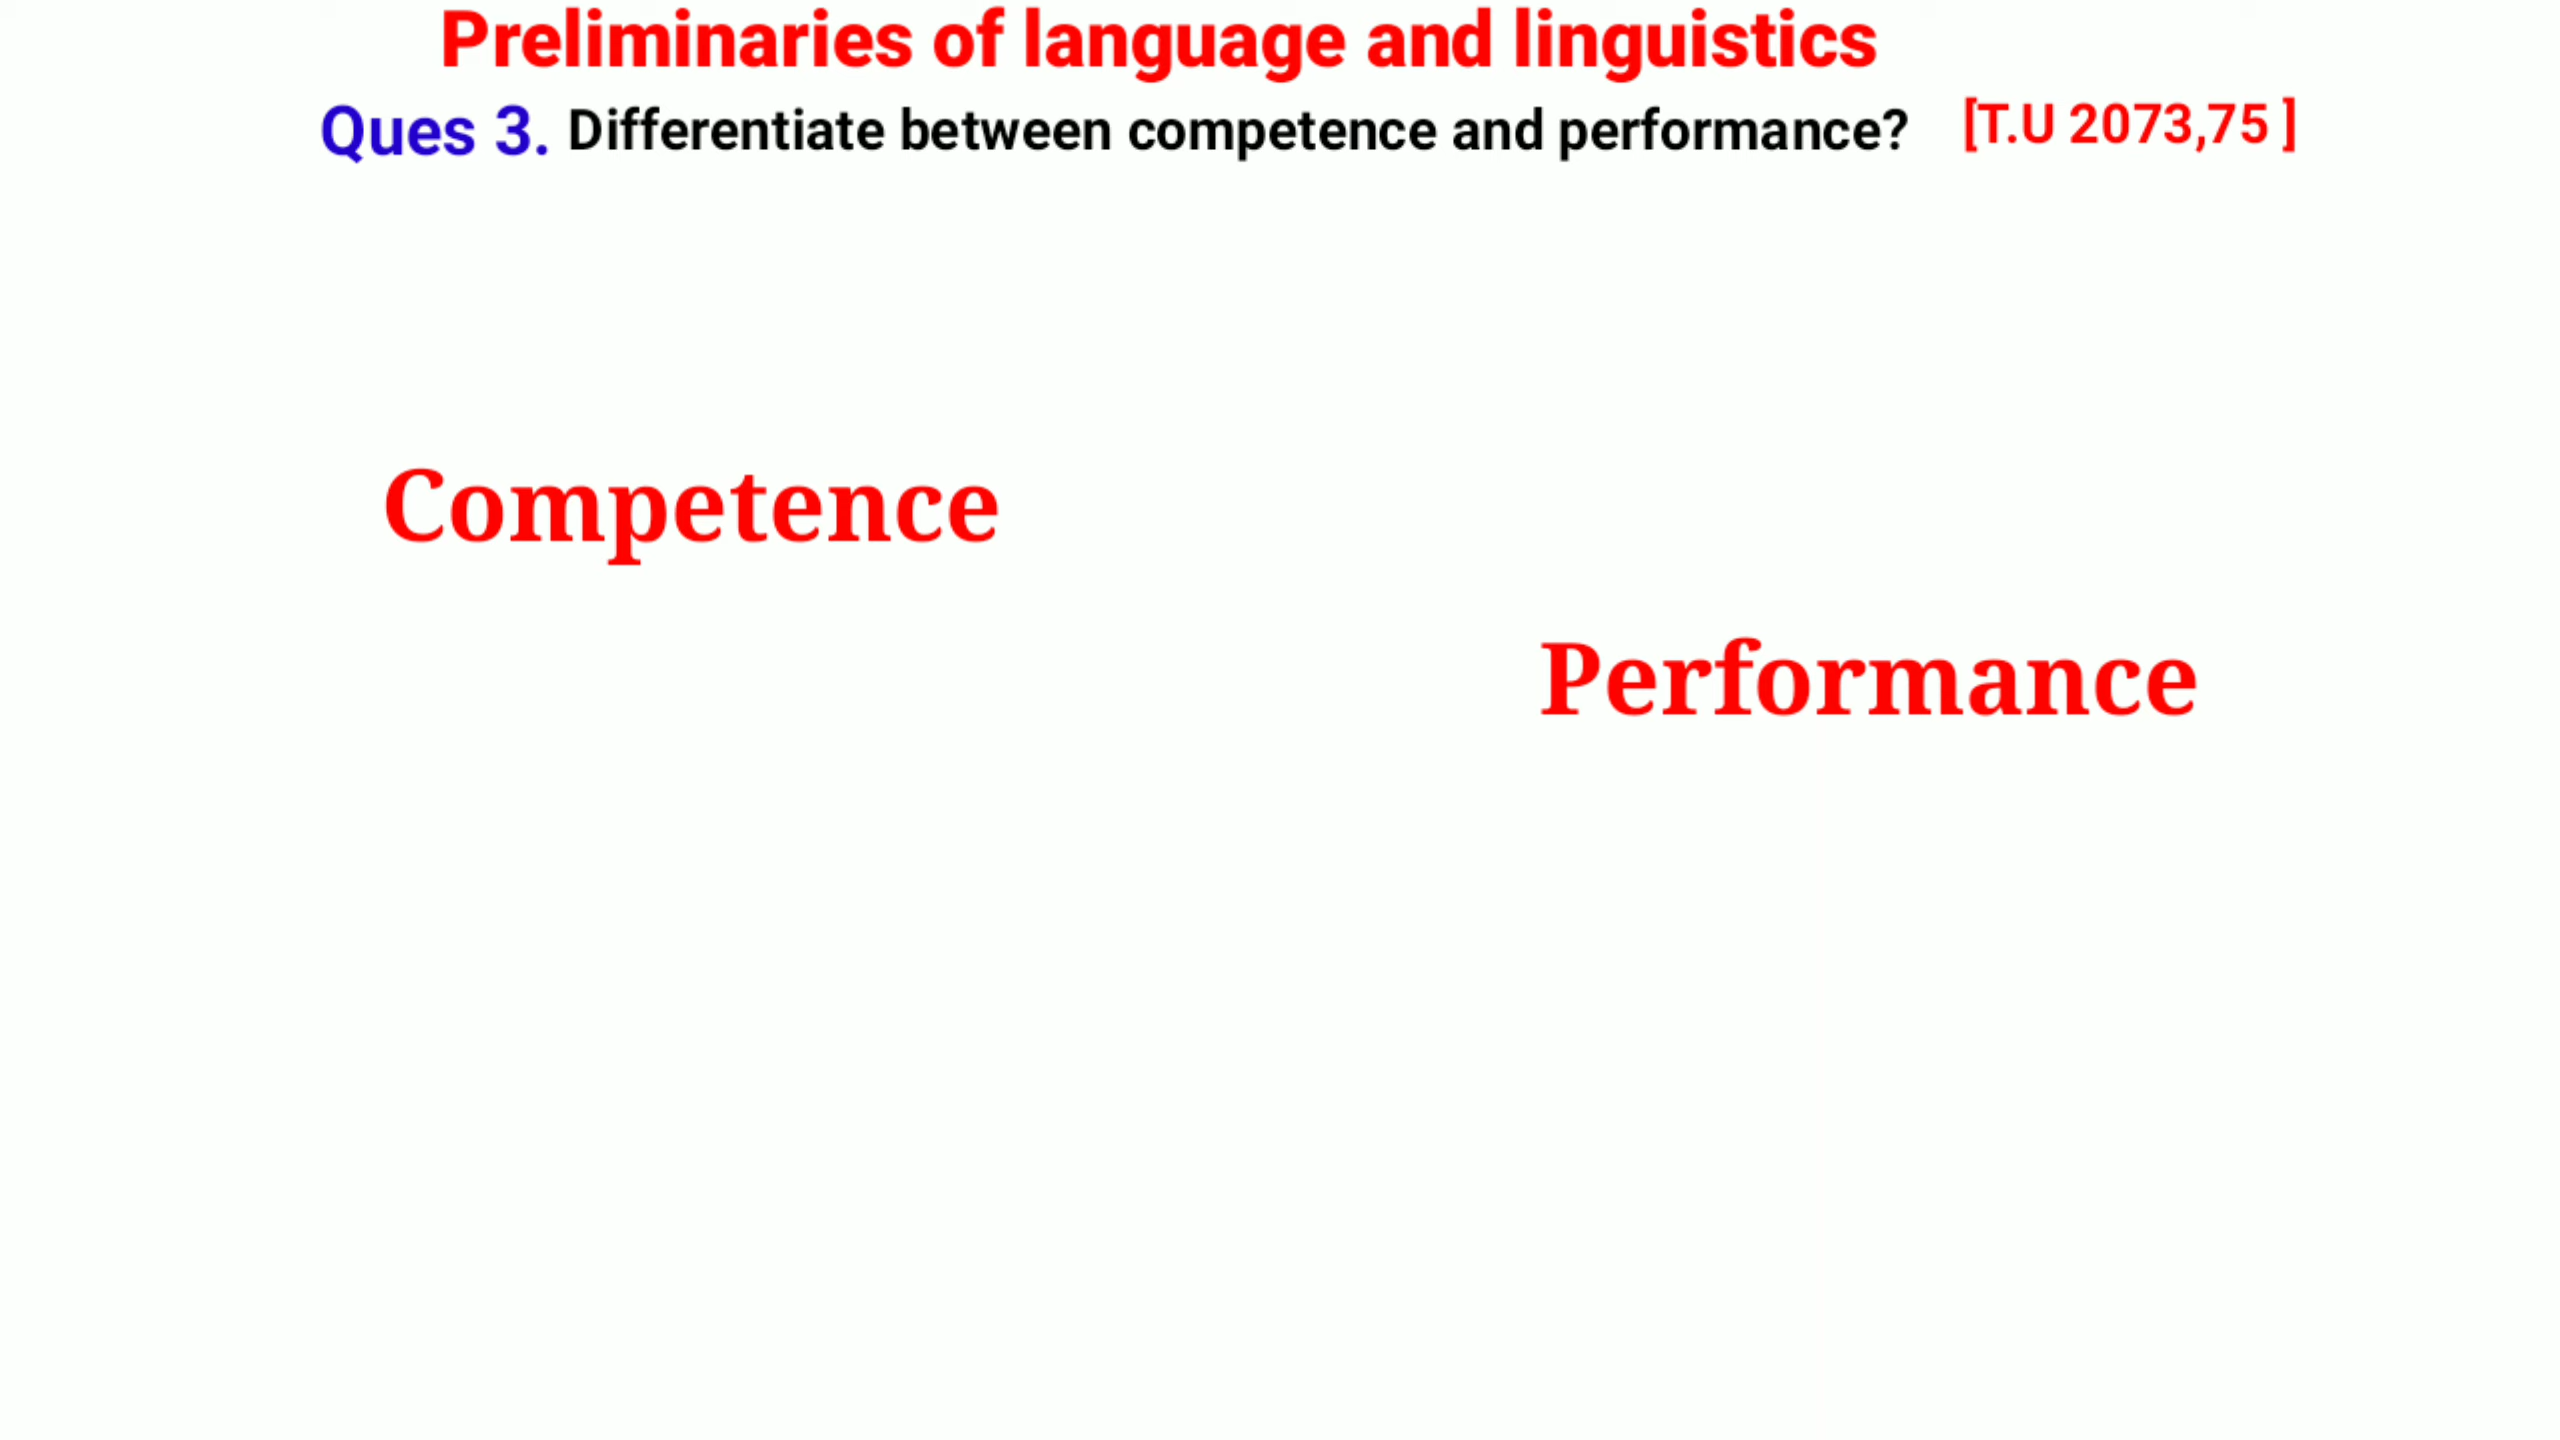 Preliminaries of language and linguistics
Ques 3. Differentiate between competence and performance? [T.U 2073,75 ]
Competence
Performance